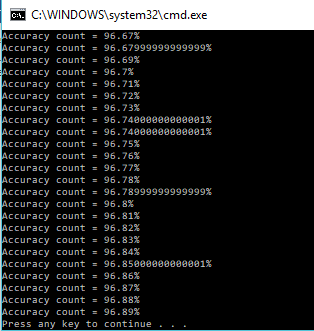 C:\WINDOWS\system32\cmd.exe
Accuracy count = 96.67%
Accuracy count = 96.67999999999999%
Accuracy count = 96.69%
Accuracy count = 96.7%
Accuracy count = 96.71%
Accuracy count = 96.72%
Accuracy count = 96.73%
Accuracy count = 96.74000000000001%
Accuracy count = 96.74000000000001%
Accuracy count = 96.75%
Accuracy count = 96.76%
Accuracy count = 96.77%
Accuracy count = 96.78%
Accuracy count = 96.78999999999999%
Accuracy count = 96.8%
Accuracy count = 96.81%
Accuracy count = 96.82%
Accuracy count = 96.83%
Accuracy count = 96.84%
Accuracy count = 96.85000000000001%
Accuracy count = 96.86%
Accuracy count = 96.87%
Accuracy count = 96.88%
Accuracy count = 96.89%
Press any key to continue . . .